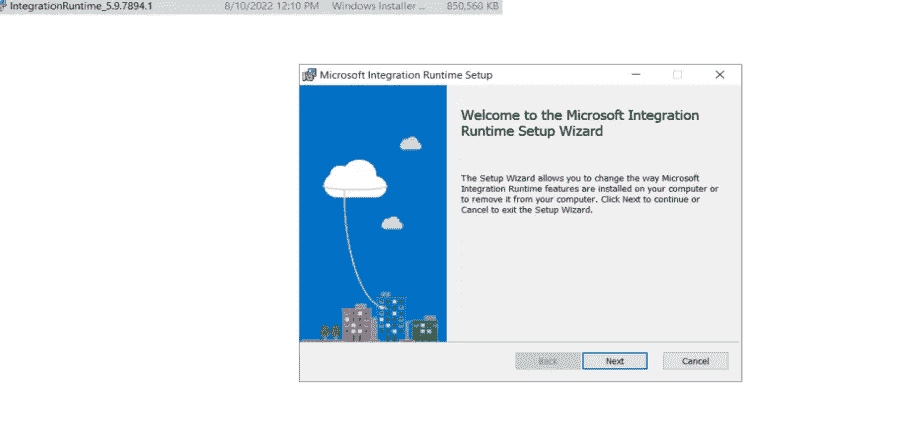 IntegrationRuntime_5.9.7894.1 8/10/2022 12:10 PM Windows Installer ... 850,560 KB
Microsoft Integration Runtime Setup
Welcome to the Microsoft Integration
Runtime Setup Wizard
The Setup Wizard allows you to change the way Microsoft
Integration Runtime features are installed on your computer or
to remove it from your computer. Click Next to continue or
Cancel to exit the Setup Wizard.
Back Next Cancel